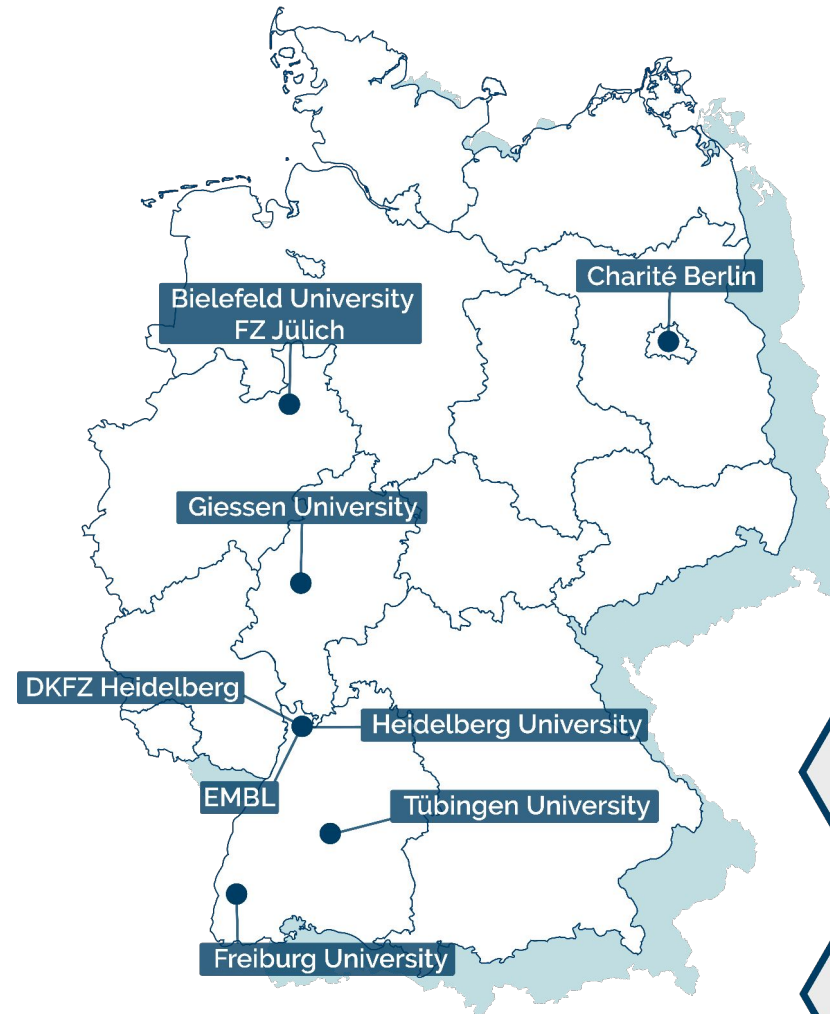 Charité Berlin
Bielefeld University
FZ Jülich
Giessen University
DKFZ Heidelberg
Heidelberg University
EMBL
Tübingen University
Freiburg University